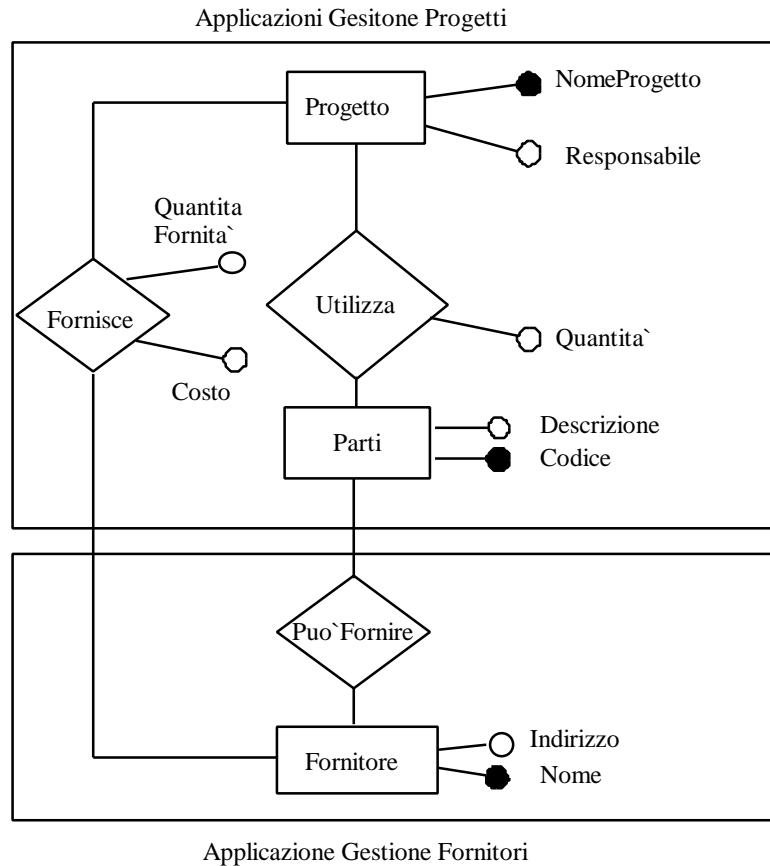 Applicazioni Gesitone Progetti
NomeProgetto
Progetto
Responsabile
Quantita
Fornita`
Utilizza
Fornisce
Quantita`
Costo
Descrizione
Parti
Codice
Puo`Fornire
Indirizzo
Fornitore
Nome
Applicazione Gestione Fornitori